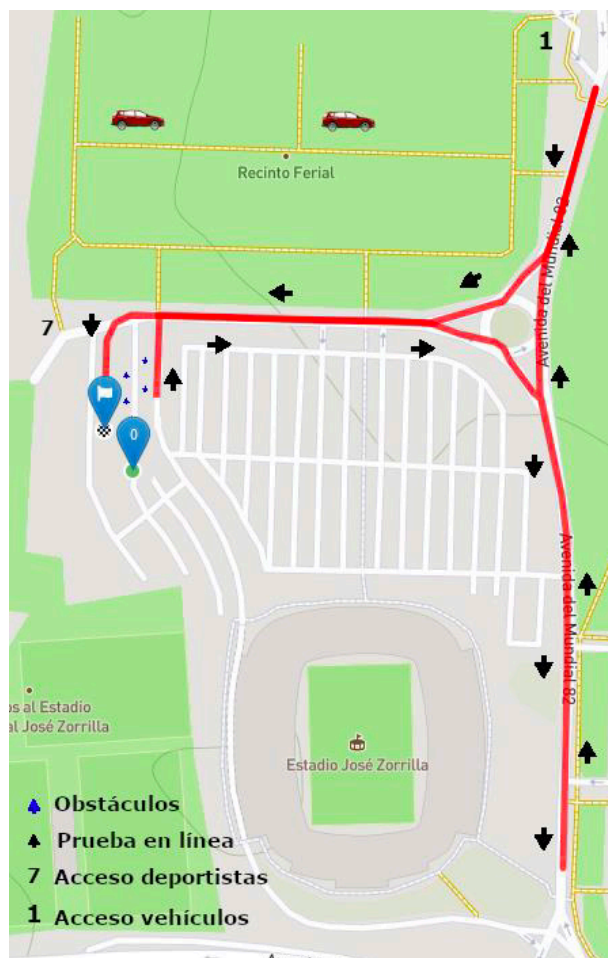 1
Recinto Ferial
Avenida del Mundial 82
7
0
Avenida del Mundial 82
os al Estadio
al José Zorrilla
Estadio José Zorrilla
Obstáculos
Prueba en línea
7 Acceso deportistas
1 Acceso vehículos